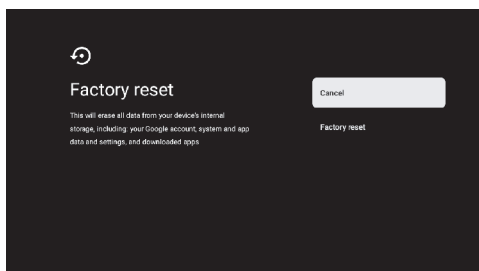 Factory reset
This will erase all data from your device's internal
storage, including: your Google account, system and app
data and settings, and downloaded apps
Cancel
Factory reset